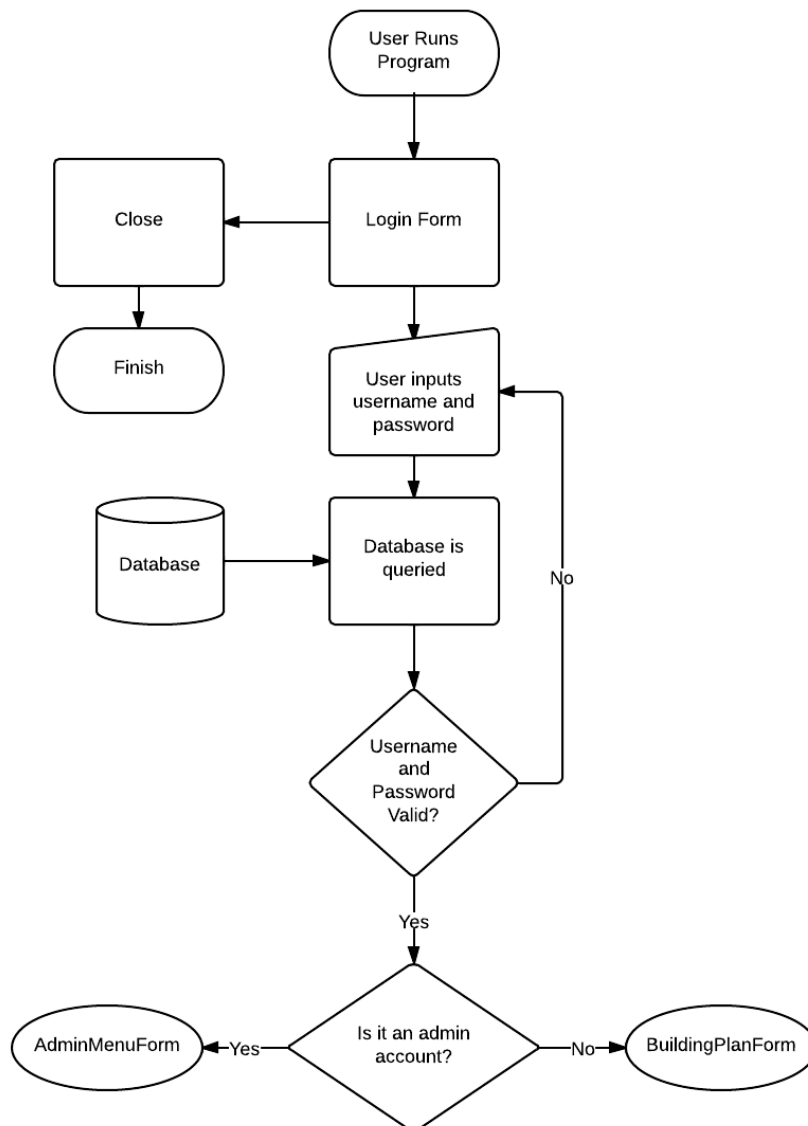 User Runs
Program
Close
Login Form
Finish
User inputs
username and
password
Database
Database is
queried
No
Username
and
Password
Valid?
Yes
AdminMenuForm
Yes
Is it an admin
account?
No
BuildingPlanForm